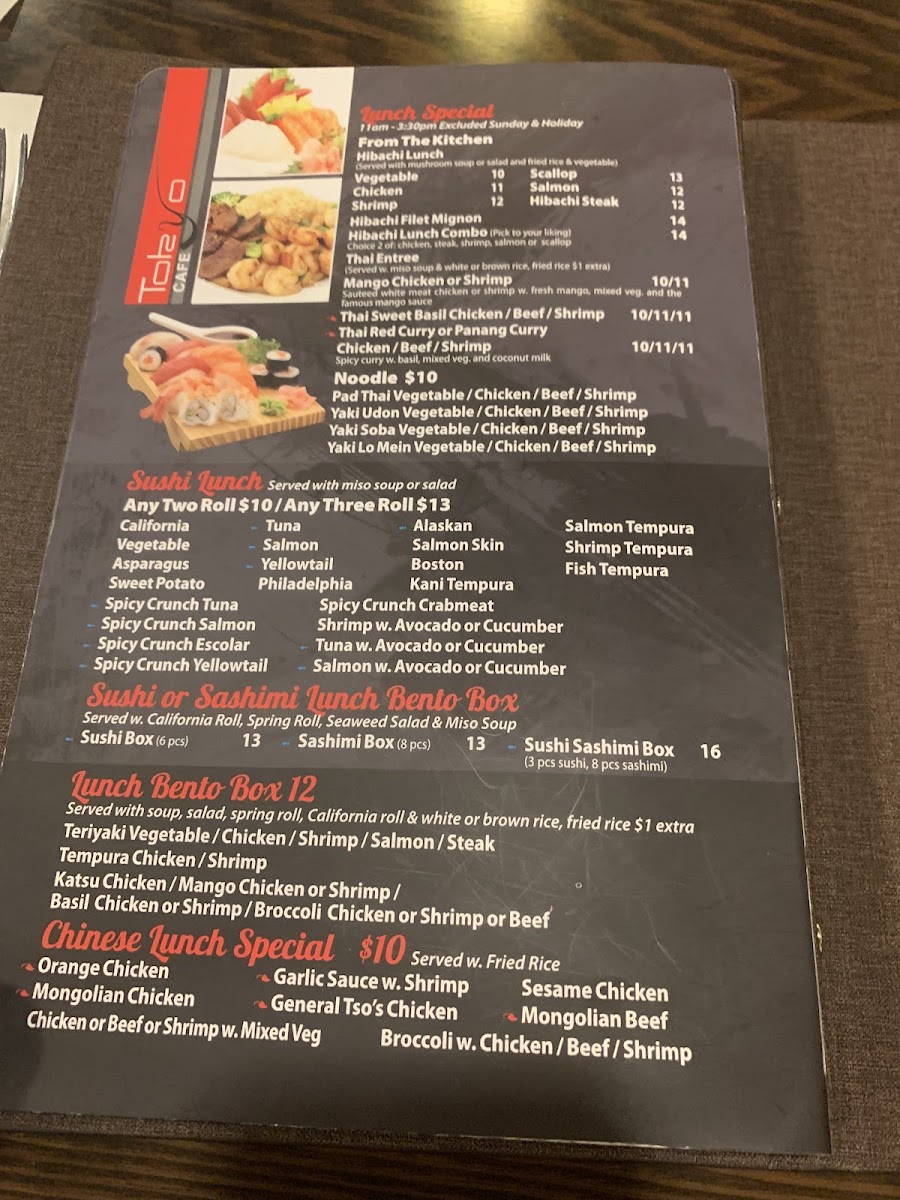 Tokyo
CAFE
Lunch Special
11am - 3:30pm Excluded Sunday & Holiday
From The Kitchen
Hibachi Lunch
(Served with mushroom soup or salad and fried rice & vegetable)
Vegetable 10 Scallop 13
Chicken 11 Salmon 12
Shrimp 12 Hibachi Steak 12
Hibachi Filet Mignon 14
Hibachi Lunch Combo (Pick to your liking) 14
Choice 2 of: chicken, steak, shrimp, salmon or scallop
Thai Entree
(Served w. miso soup & white or brown rice, fried rice $1 extra)
Mango Chicken or Shrimp 10/11
Sauteed white meat chicken or shrimp w. fresh mango, mixed veg. and the
famous mango sauce
Thai Sweet Basil Chicken / Beef / Shrimp 10/11/11
Thai Red Curry or Panang Curry
Chicken / Beef / Shrimp 10/11/11
Spicy curry w. basil, mixed veg. and coconut milk
Noodle $10
Pad Thai Vegetable / Chicken / Beef / Shrimp
Yaki Udon Vegetable / Chicken / Beef / Shrimp
Yaki Soba Vegetable / Chicken / Beef / Shrimp
Yaki Lo Mein Vegetable / Chicken / Beef / Shrimp
Sushi Lunch Served with miso soup or salad
Any Two Roll $10 / Any Three Roll $13
California Tuna Alaskan Salmon Tempura
Vegetable Salmon Salmon Skin Shrimp Tempura
Asparagus Yellowtail Boston Fish Tempura
Sweet Potato Philadelphia Kani Tempura
Spicy Crunch Tuna Spicy Crunch Crabmeat
Spicy Crunch Salmon Shrimp w. Avocado or Cucumber
Spicy Crunch Escolar Tuna w. Avocado or Cucumber
Spicy Crunch Yellowtail Salmon w. Avocado or Cucumber
Sushi or Sashimi Lunch Bento Box
Served w. California Roll, Spring Roll, Seaweed Salad & Miso Soup
Sushi Box (6 pcs) 13 Sashimi Box (8 pcs) 13 Sushi Sashimi Box 16
(3 pcs sushi, 8 pcs sashimi)
Lunch Bento Box 12
Served with soup, salad, spring roll, California roll & white or brown rice, fried rice $1 extra
Teriyaki Vegetable / Chicken / Shrimp / Salmon / Steak
Tempura Chicken / Shrimp
Katsu Chicken / Mango Chicken or Shrimp /
Basil Chicken or Shrimp / Broccoli Chicken or Shrimp or Beef
Chinese Lunch Special $10 Served w. Fried Rice
Orange Chicken Garlic Sauce w. Shrimp Sesame Chicken
Mongolian Chicken General Tso's Chicken Mongolian Beef
Chicken or Beef or Shrimp w. Mixed Veg Broccoli w. Chicken / Beef / Shrimp